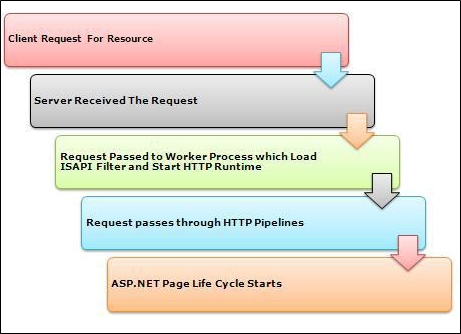 Client Request For Resource
Server Received The Request
Request Passed to Worker Process which Load
ISAPI Filter and Start HTTP Runtime
Request passes through HTTP Pipelines
ASP.NET Page Life Cycle Starts